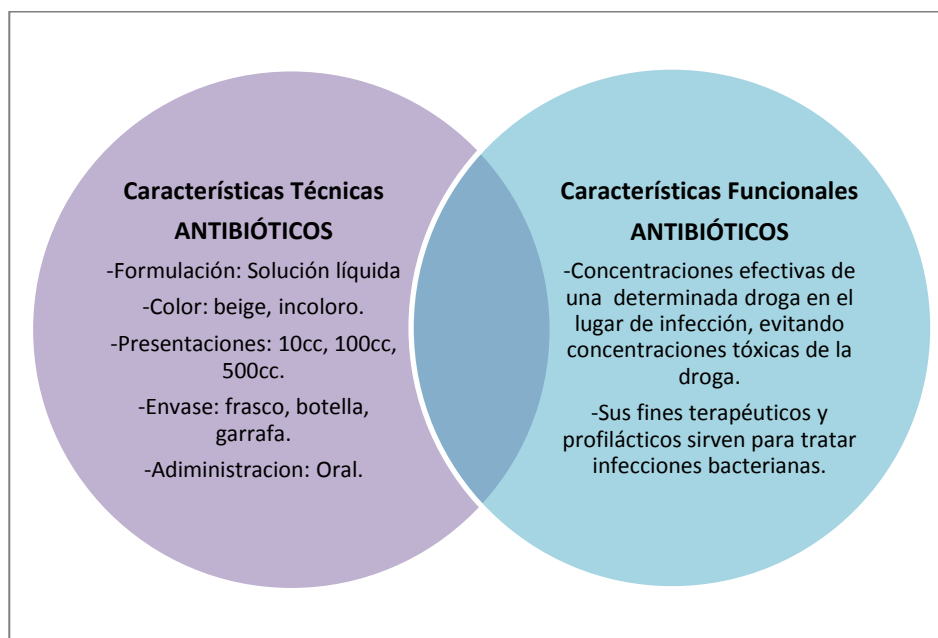 Características Técnicas
ANTIBIÓTICOS
-Formulación: Solución líquida
-Color: beige, incoloro.
-Presentaciones: 10cc, 100cc,
500cc.
-Envase: frasco, botella,
garrafa.
-Adiministracion: Oral.
Características Funcionales
ANTIBIÓTICOS
-Concentraciones efectivas de
una determinada droga en el
lugar de infección, evitando
concentraciones tóxicas de la
droga.
-Sus fines terapéuticos y
profilácticos sirven para tratar
infecciones bacterianas.